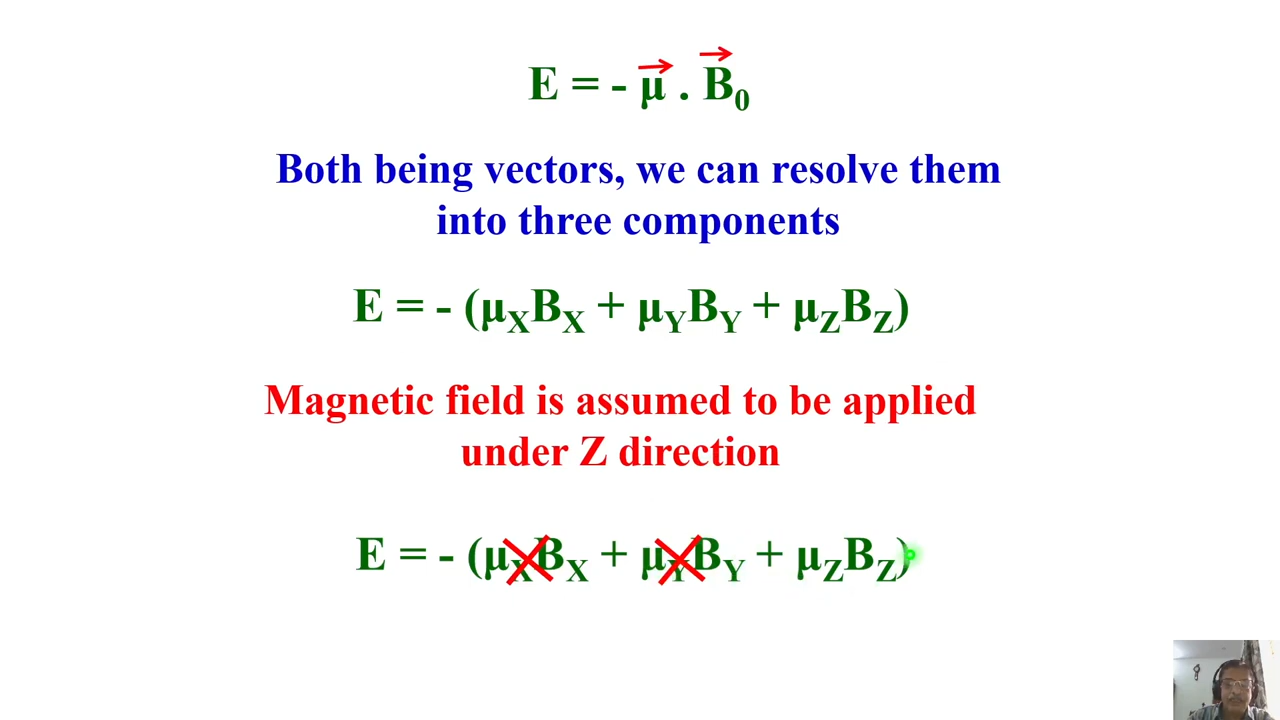 E = - μ . B0
Both being vectors, we can resolve them
into three components
E = - (μXBX + μYBY + μZBZ)
Magnetic field is assumed to be applied
under Z direction
E = - (μXBX + μYBY + μZBZ)